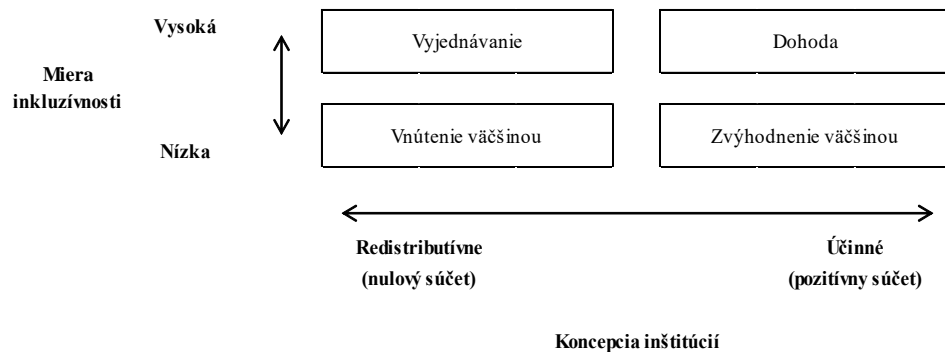 Vysoká
Vyjednávanie
Dohoda
Miera
inkluzívnosti
Nízka
Vnútenie väčšinou
Zvýhodnenie väčšinou
Redistributívne
(nulový súčet)
Účinné
(pozitívny súčet)
Koncepcia inštitúcií